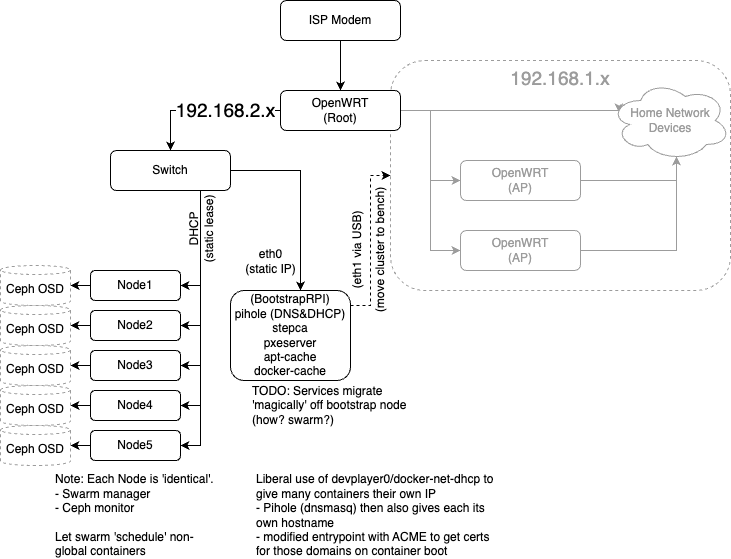 ISP Modem
192.168.1.x
192.168.2.x
OpenWRT
(Root)
Home Network
Devices
Switch
OpenWRT
(AP)
DHCP
(static lease)
(eth1 via USB)
(move cluster to bench)
OpenWRT
(AP)
eth0
(static IP)
Ceph OSD
Node1
(BootstrapRPI)
pihole (DNS&DHCP)
stepca
pxeserver
apt-cache
docker-cache
Ceph OSD
Node2
Ceph OSD
Node3
Ceph OSD
Node4
Ceph OSD
Node5
TODO: Services migrate
'magically' off bootstrap node
(how? swarm?)
Note: Each Node is 'identical'.
- Swarm manager
- Ceph monitor
Let swarm 'schedule' non-
global containers
Liberal use of devplayer0/docker-net-dhcp to
give many containers their own IP
- Pihole (dnsmasq) then also gives each its
own hostname
- modified entrypoint with ACME to get certs
for those domains on container boot